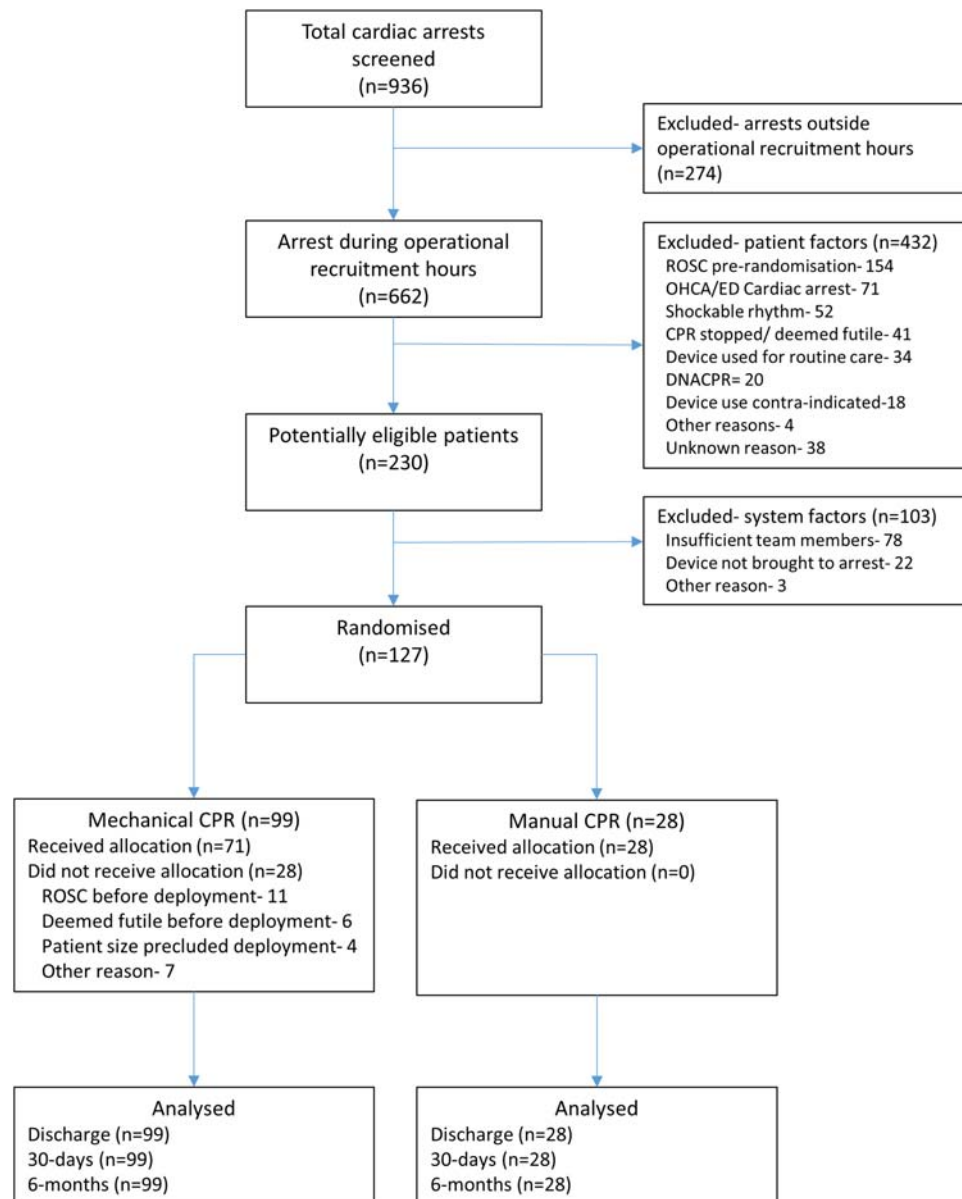 Total cardiac arrests
screened
(n=936)
Excluded- arrests outside
operational recruitment hours
(n=274)
Arrest during operational
recruitment hours
(n=662)
Excluded- patient factors (n=432)
ROSC pre-randomisation- 154
OHCA/ED Cardiac arrest- 71
Shockable rhythm- 52
CPR stopped/ deemed futile- 41
Device used for routine care- 34
DNACPR= 20
Device use contra-indicated-18
Other reasons- 4
Unknown reason- 38
Potentially eligible patients
(n=230)
Excluded- system factors (n=103)
Insufficient team members- 78
Device not brought to arrest- 22
Other reason- 3
Randomised
(n=127)
Mechanical CPR (n=99)
Received allocation (n=71)
Did not receive allocation (n=28)
ROSC before deployment- 11
Deemed futile before deployment- 6
Patient size precluded deployment- 4
Other reason- 7
Manual CPR (n=28)
Received allocation (n=28)
Did not receive allocation (n=0)
Analysed
Discharge (n=99)
30-days (n=99)
6-months (n=99)
Analysed
Discharge (n=28)
30-days (n=28)
6-months (n=28)